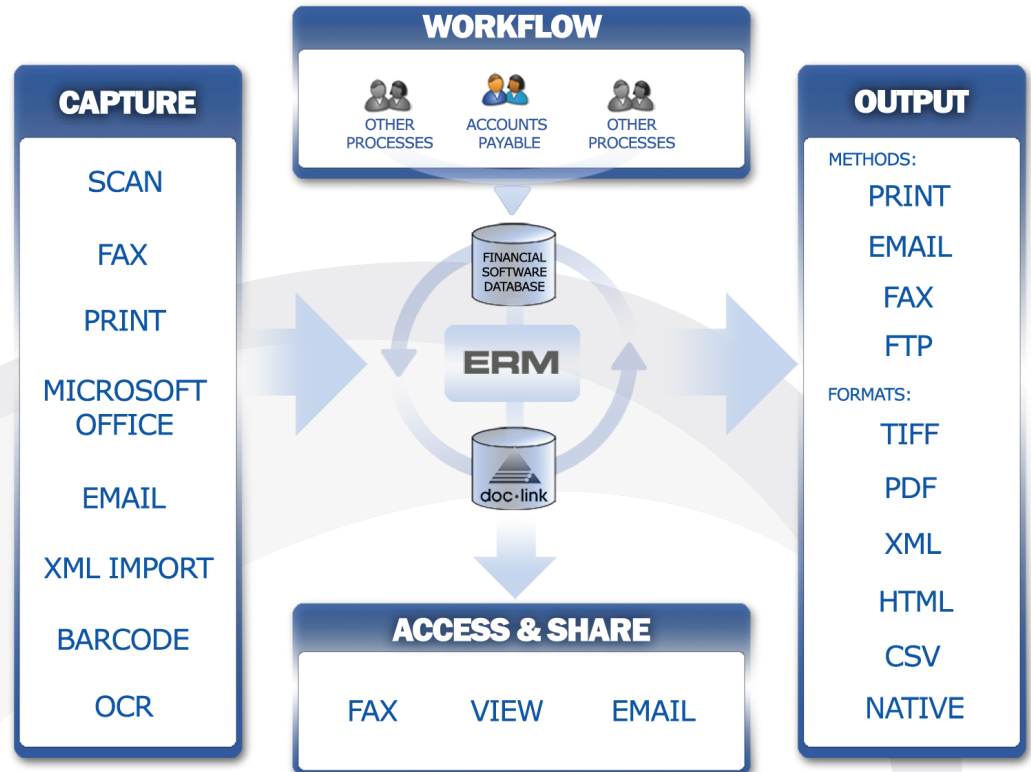 WORKFLOW
OTHER
PROCESSES
ACCOUNTS
PAYABLE
OTHER
PROCESSES
CAPTURE
SCAN
FAX
PRINT
MICROSOFT
OFFICE
EMAIL
XML IMPORT
BARCODE
OCR
FINANCIAL
SOFTWARE
DATABASE
ERM
doc·link
ACCESS & SHARE
FAX VIEW EMAIL
OUTPUT
METHODS:
PRINT
EMAIL
FAX
FTP
FORMATS:
TIFF
PDF
XML
HTML
CSV
NATIVE